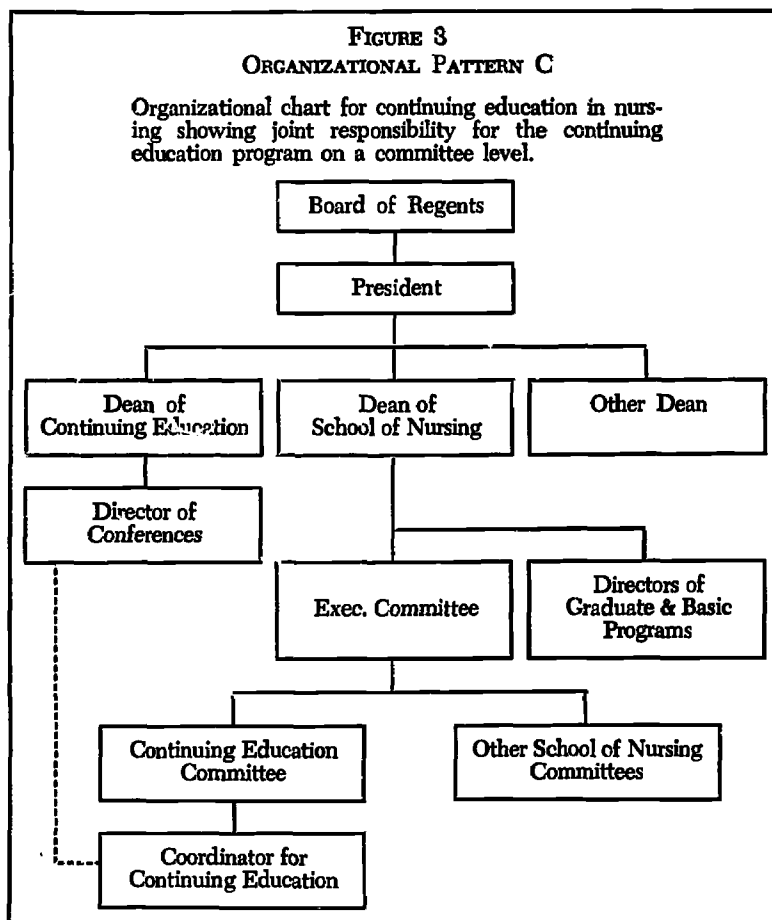 FIGURE 3
ORGANIZATIONAL PATTERN C
Organizational chart for continuing education in nurs-
ing showing joint responsibility for the continuing
education program on a committee level.
Board of Regents
President
Dean of
Continuing Education
Dean of
School of Nursing
Other Dean
Director of
Conferences
Exec. Committee
Directors of
Graduate & Basic
Programs
Continuing Education
Committee
Other School of Nursing
Committees
Coordinator for
Continuing Education